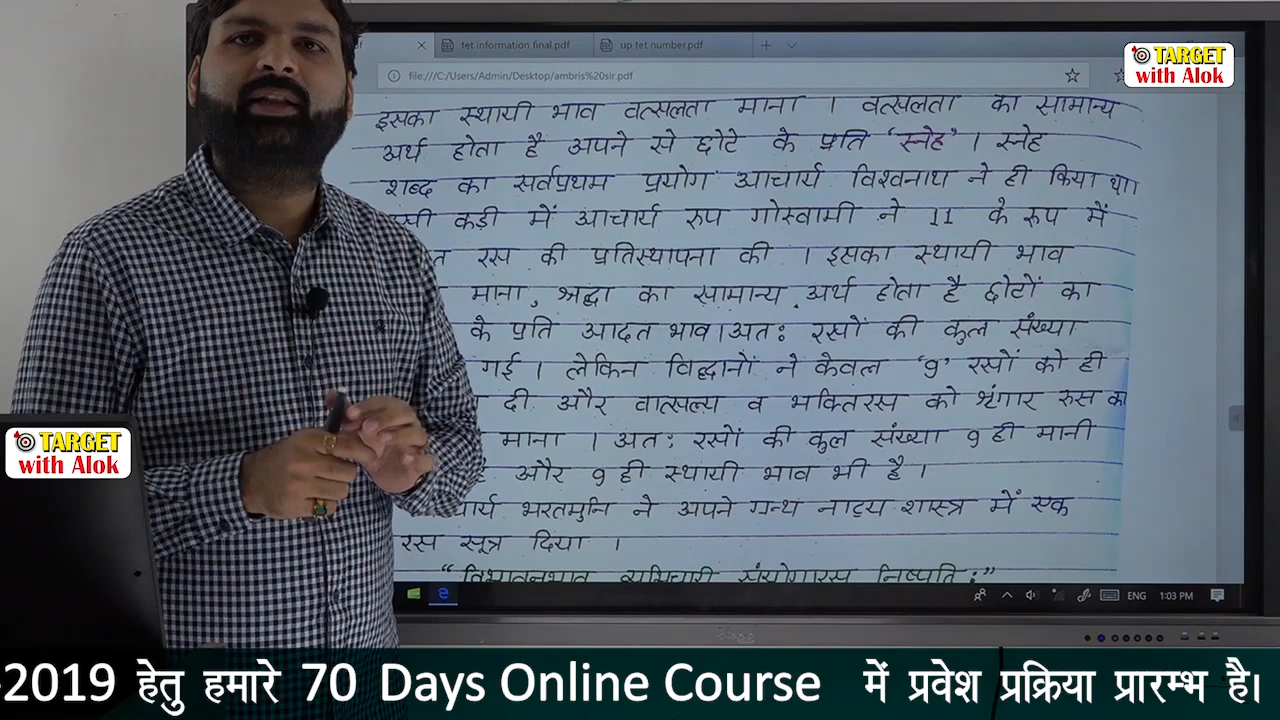 df
tet information final.pdf
up tet number.pdf
file:///C:/Users/Admin/Desktop/ambris%20sir.pdf
TARGET
with Alok
इसका स्थायी भाव वत्सलता माना । वत्सलता का सामान्य
अर्थ होता है अपने से छोटे के प्रति 'स्नेह' । स्नेह
शब्द का सर्वप्रथम प्रयोग आचार्य विश्वनाथ ने ही किया था।
कड़ी में आचार्य रुप गोस्वामी ने 11 के रूप में
रस की प्रतिस्थापना की । इसका स्थायी भाव
माना, श्रद्धा का सामान्य अर्थ होता है छोटों का
के प्रति आदत भाव।अतः रसों की कुल संख्या
गई । लेकिन विद्वानों ने केवल '9' रसों को ही
दी और वात्सल्य व भक्तिरस को श्रृंगार रुस का
माना । अतः रसों की कुल संख्या 9 ही मानी
और 9 ही स्थायी भाव भी है ।
भरतमुनि ने अपने ग्रन्थ नाट्य शास्त्र में एक
रस सूत्र दिया ।
"विभावनुभाव व्यभिचारी संयोगारस निष्पति:"
ENG
1:03 PM
TARGET
with Alok
-2019 हेतु हमारे 70 Days Online Course में प्रवेश प्रक्रिया प्रारम्भ है।